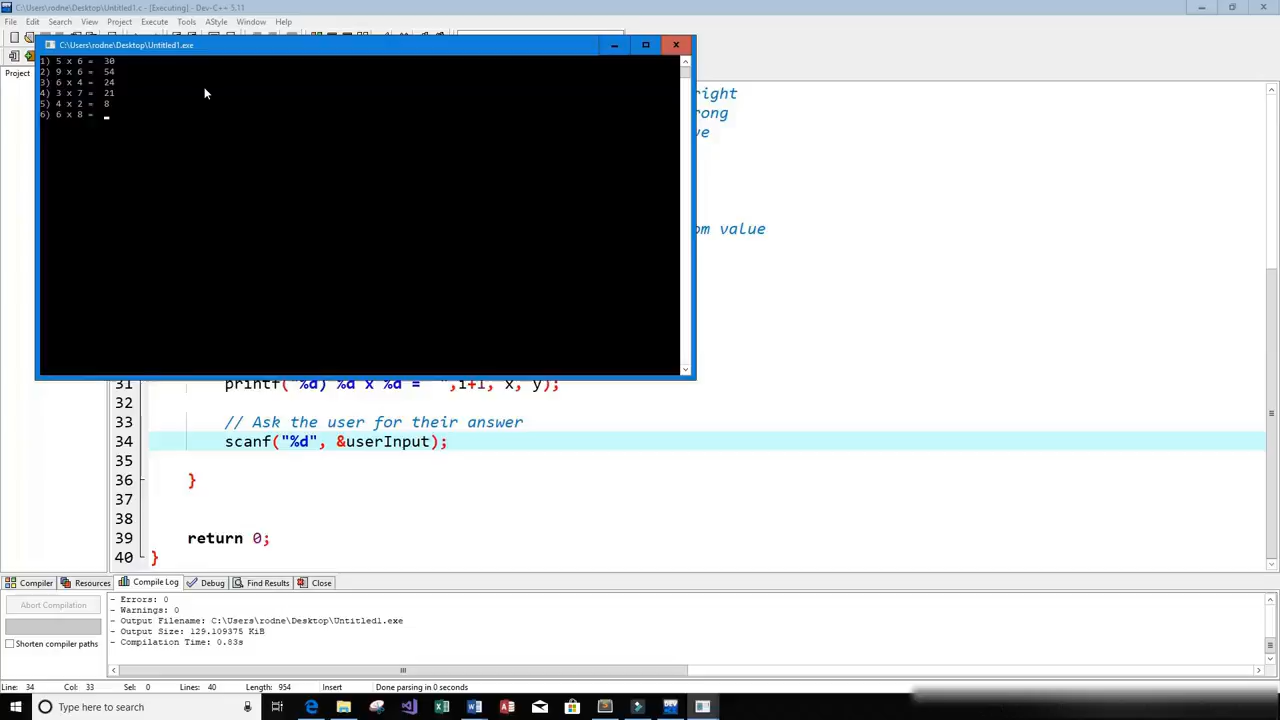 C:\Users\rodne\Desktop\Untitled1.c - [Executing] - Dev-C++ 5.11
File Edit Search View Project Execute Tools AStyle Window Help
C:\Users\rodne\Desktop\Untitled1.exe
Project
1) 5 x 6 = 30
2) 9 x 6 = 54
3) 6 x 4 = 24
4) 3 x 7 = 21
5) 4 x 2 = 8
6) 6 x 8 =
right
rong
ve
om value
31 printf("%d) %d x %d = ",i+1, x, y);
32
33 // Ask the user for their answer
34 scanf("%d", &userInput);
35
36 }
37
38
39 return 0;
40 }
Compiler Resources Compile Log Debug Find Results Close
Abort Compilation
Shorten compiler paths
- Errors: 0
- Warnings: 0
- Output Filename: C:\Users\rodne\Desktop\Untitled1.exe
- Output Size: 129.109375 KiB
- Compilation Time: 0.83s
Line: 34 Col: 33 Sel: 0 Lines: 40 Length: 954 Insert Done parsing in 0 seconds
Type here to search